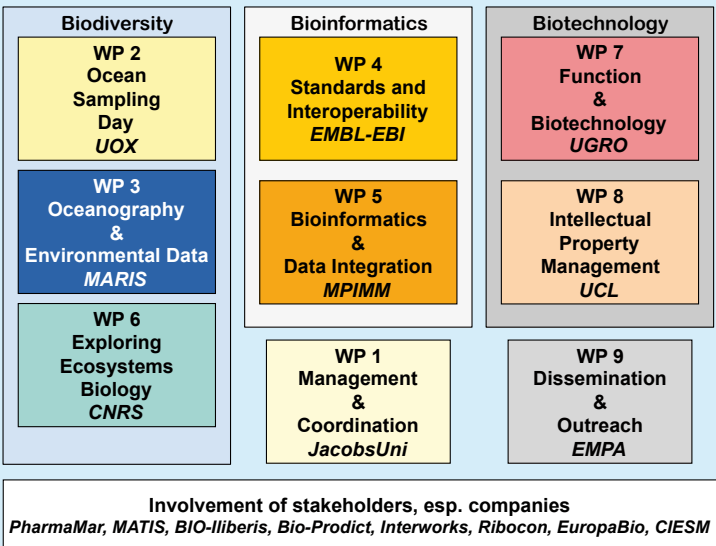 Biodiversity
WP 2
Ocean
Sampling
Day
UOX
WP 3
Oceanography
&
Environmental Data
MARIS
WP 6
Exploring
Ecosystems
Biology
CNRS
Bioinformatics
WP 4
Standards and
Interoperability
EMBL-EBI
WP 5
Bioinformatics
&
Data Integration
MPIMM
Biotechnology
WP 7
Function
&
Biotechnology
UGRO
WP 8
Intellectual
Property
Management
UCL
WP 1
Management
&
Coordination
JacobsUni
WP 9
Dissemination
&
Outreach
EMPA
Involvement of stakeholders, esp. companies
PharmaMar, MATIS, BIO-Iliberis, Bio-Prodict, Interworks, Ribocon, EuropaBio, CIESM